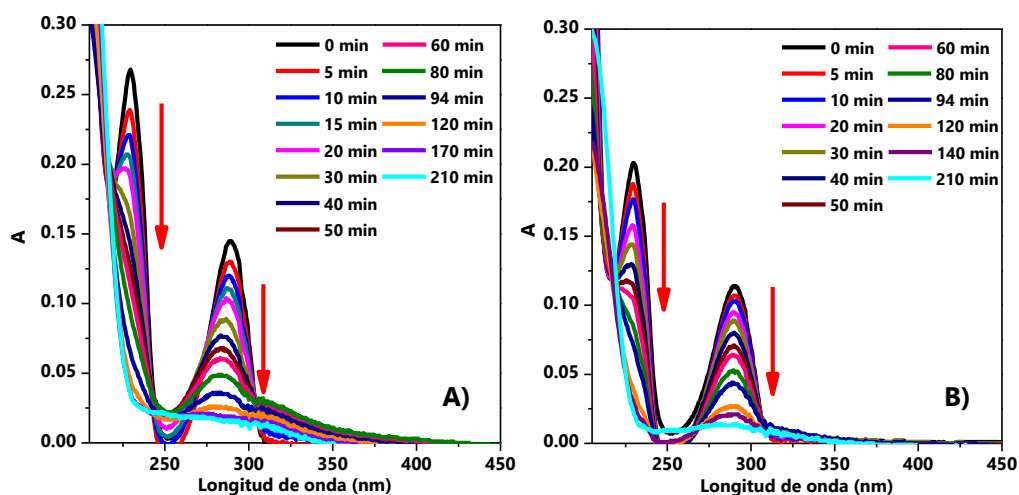 0.30
0.25
0.20
0.15
0.10
0.05
0.00
A
250
300
350
400
450
Longitud de onda (nm)
0 min
5 min
10 min
15 min
20 min
30 min
40 min
50 min
60 min
80 min
94 min
120 min
170 min
210 min
A)
0.30
0.25
0.20
0.15
0.10
0.05
0.00
A
250
300
350
400
450
Longitud de onda (nm)
0 min
5 min
10 min
20 min
30 min
40 min
50 min
60 min
80 min
94 min
120 min
140 min
210 min
B)